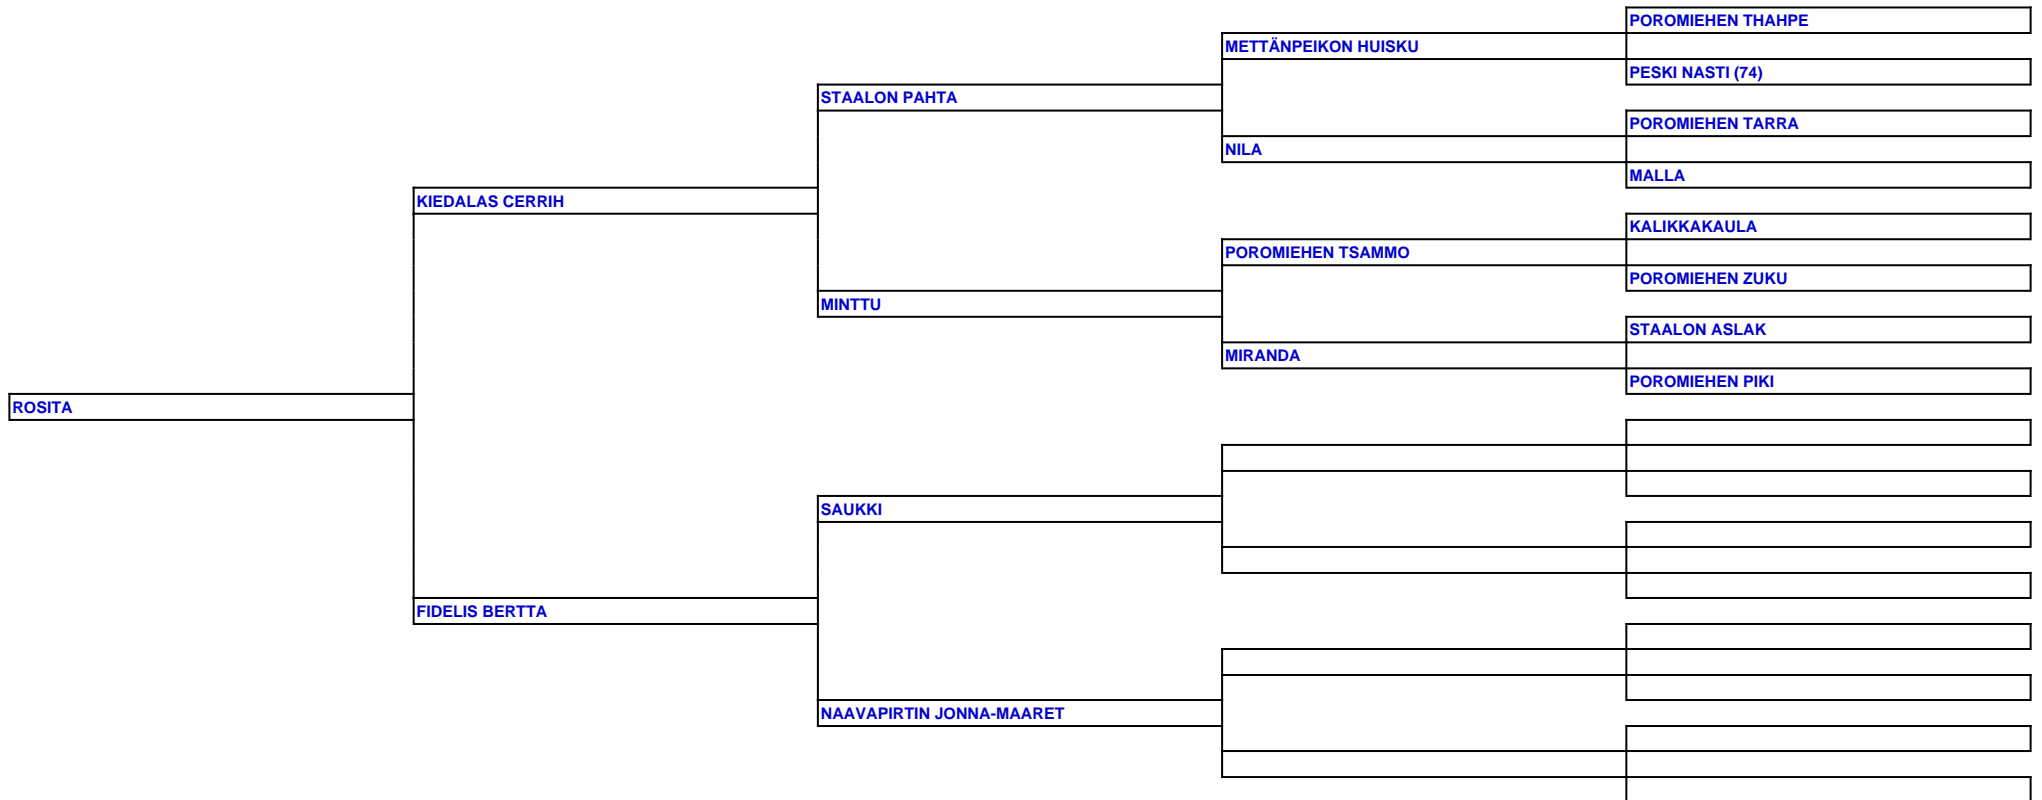 POROMIEHEN THAHPE
METTÄNPEIKON HUISKU
PESKI NASTI (74)
STAALON PAHTA
POROMIEHEN TARRA
NILA
MALLA
KIEDALAS CERRIH
KALIKKAKAULA
POROMIEHEN TSAMMO
POROMIEHEN ZUKU
MINTTU
STAALON ASLAK
MIRANDA
POROMIEHEN PIKI
ROSITA
SAUKKI
FIDELIS BERTTA
NAAVAPIRTIN JONNA-MAARET